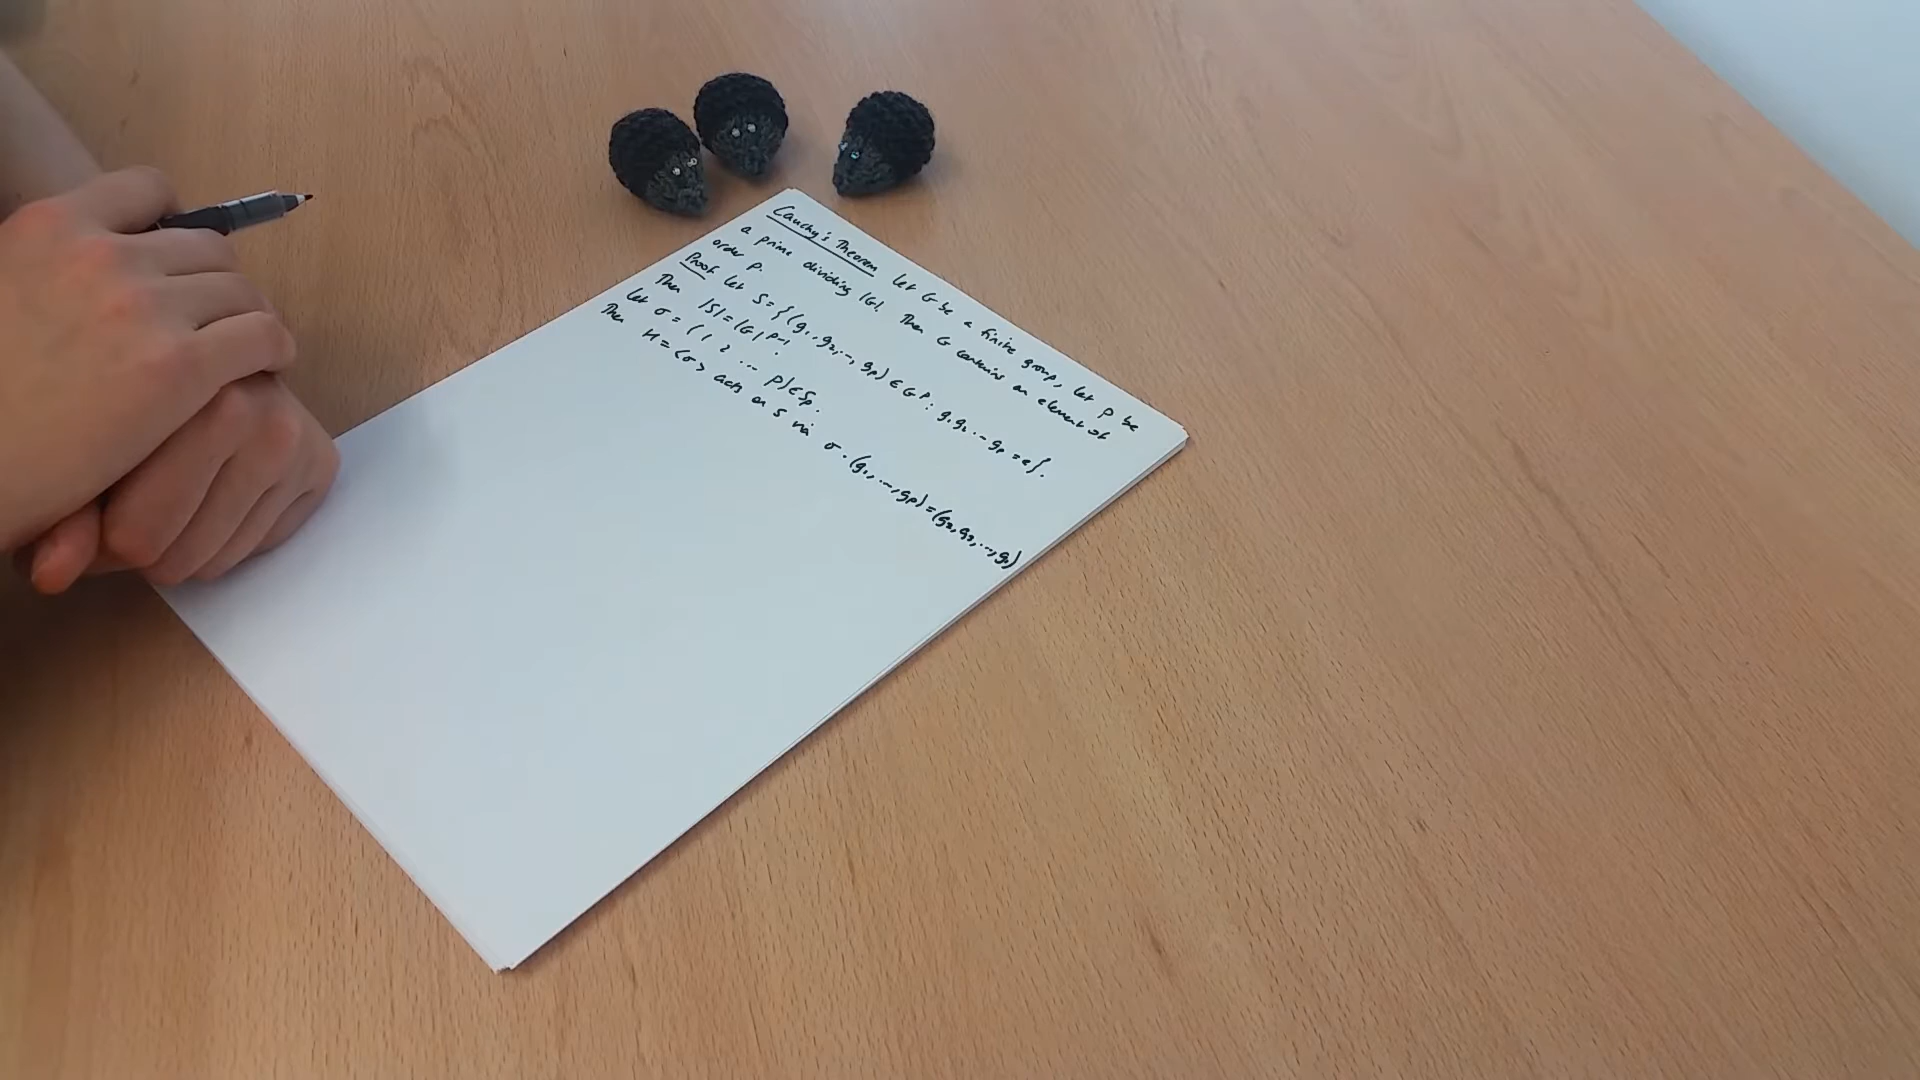 Cauchy's Theorem Let G be a finite group, let p be
a prime dividing |G|. Then G contains an element of
order p.
Proof Let S = {(g₁, g₂, ..., gₚ) ∈ Gᵖ : g₁g₂...gₚ = e}.
Then |S| = |G|ᵖ⁻¹.
Let σ = (1 2 ... p) ∈ Sₚ.
Then H = ⟨σ⟩ acts on S via σ·(g₁, ..., gₚ) = (g₂, g₃, ..., g₁)